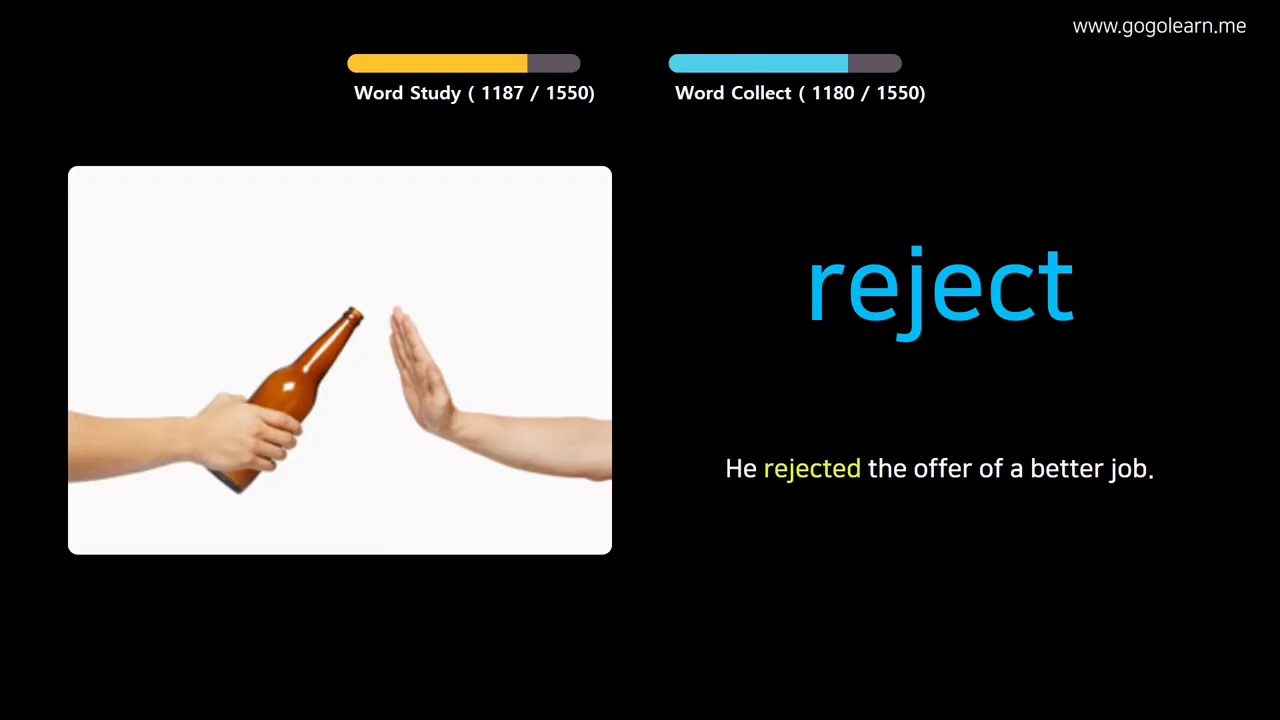 www.gogolearn.me
Word Study ( 1187 / 1550)
Word Collect ( 1180 / 1550)
reject
He rejected the offer of a better job.